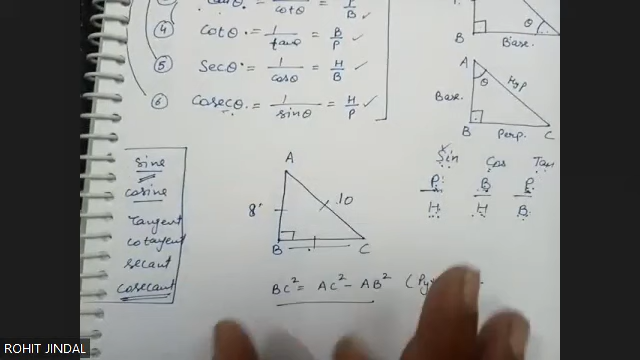 cotθ
P
B
4 cotθ = 1/tanθ = B/P
5 Secθ = 1/cosθ = H/B
6 Cosecθ = 1/sinθ = H/P
B Base. θ
A
θ Hyp
Base.
B Perp. C
sine
cosine
Tangent
cotangent
secant
cosecant
A
8
10
B C
Sin Cos Tan
P B P
H H B
BC² = AC² - AB²
ROHIT JINDAL